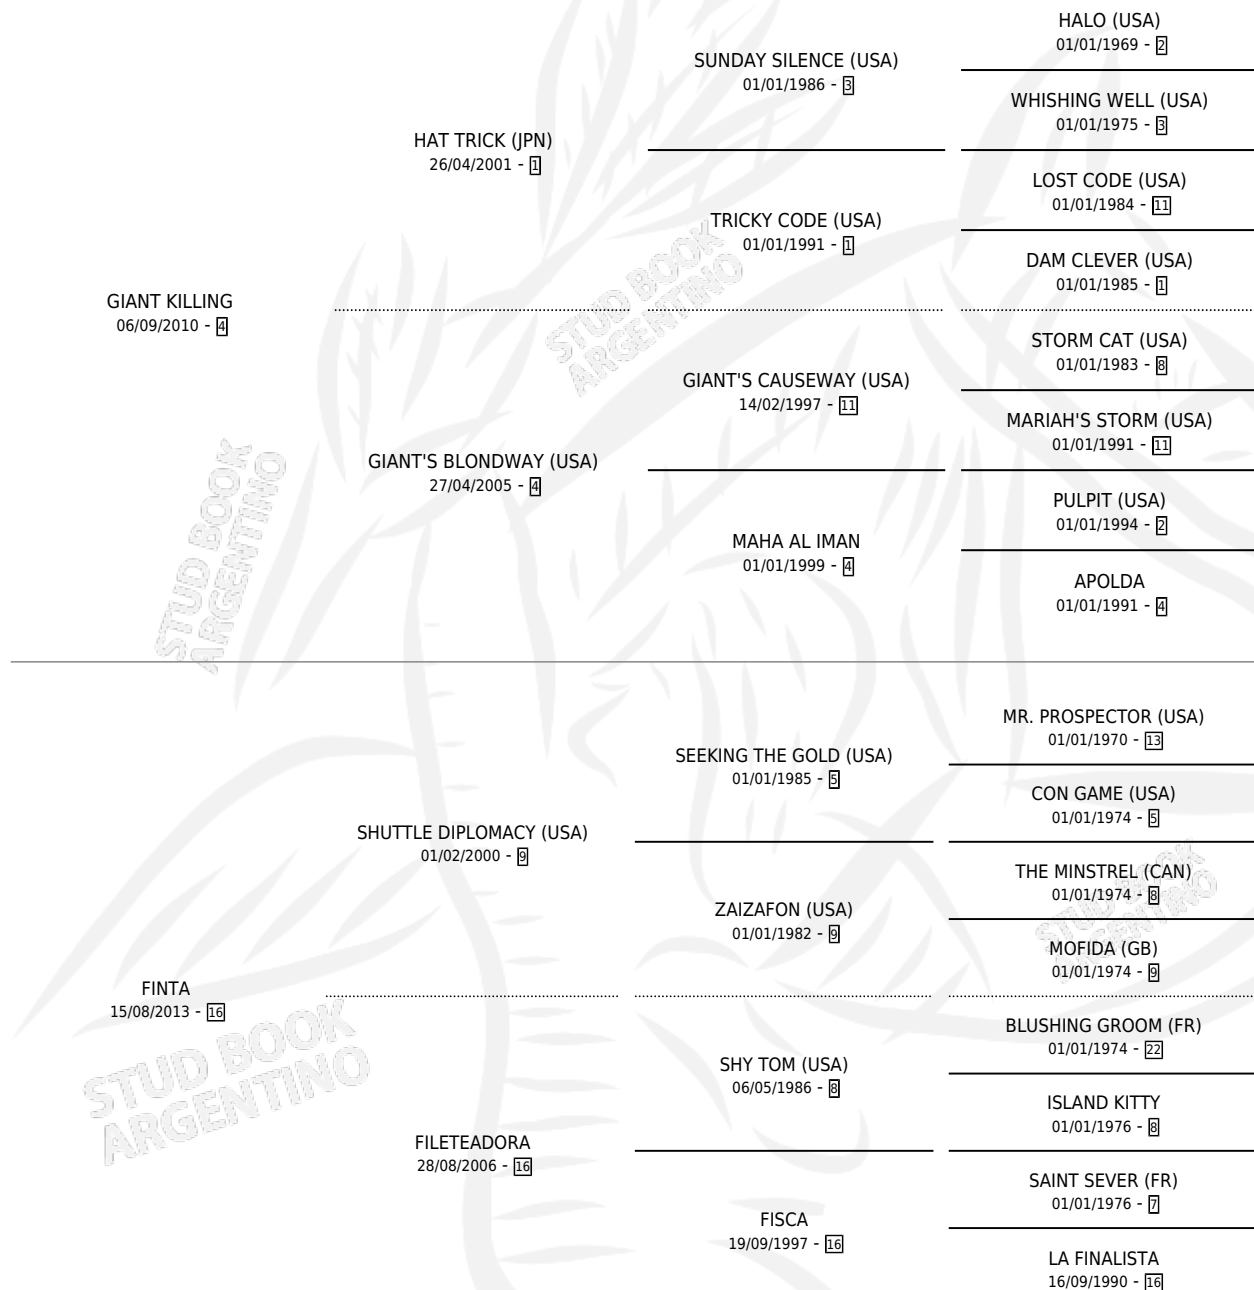 HALO (USA)
01/01/1969 - 2
SUNDAY SILENCE (USA)
01/01/1986 - 3
WHISHING WELL (USA)
01/01/1975 - 3
HAT TRICK (JPN)
26/04/2001 - 1
LOST CODE (USA)
01/01/1984 - 11
TRICKY CODE (USA)
01/01/1991 - 1
DAM CLEVER (USA)
01/01/1985 - 1
GIANT KILLING
06/09/2010 - 4
STORM CAT (USA)
01/01/1983 - 8
GIANT'S CAUSEWAY (USA)
14/02/1997 - 11
MARIAH'S STORM (USA)
01/01/1991 - 11
GIANT'S BLONDWAY (USA)
27/04/2005 - 4
PULPIT (USA)
01/01/1994 - 2
MAHA AL IMAN
01/01/1999 - 4
APOLDA
01/01/1991 - 4
MR. PROSPECTOR (USA)
01/01/1970 - 13
SEEKING THE GOLD (USA)
01/01/1985 - 5
CON GAME (USA)
01/01/1974 - 5
SHUTTLE DIPLOMACY (USA)
01/02/2000 - 9
THE MINSTREL (CAN)
01/01/1974 - 8
ZAIZAFON (USA)
01/01/1982 - 9
MOFIDA (GB)
01/01/1974 - 9
FINTA
15/08/2013 - 16
BLUSHING GROOM (FR)
01/01/1974 - 22
SHY TOM (USA)
06/05/1986 - 8
ISLAND KITTY
01/01/1976 - 8
FILETEADORA
28/08/2006 - 16
SAINT SEVER (FR)
01/01/1976 - 7
FISCA
19/09/1997 - 16
LA FINALISTA
16/09/1990 - 16
STUD BOOK
ARGENTINO
STUD BOOK
ARGENTINO
STUD BOOK
ARGENTINO
STUD BOOK
ARGENTINO